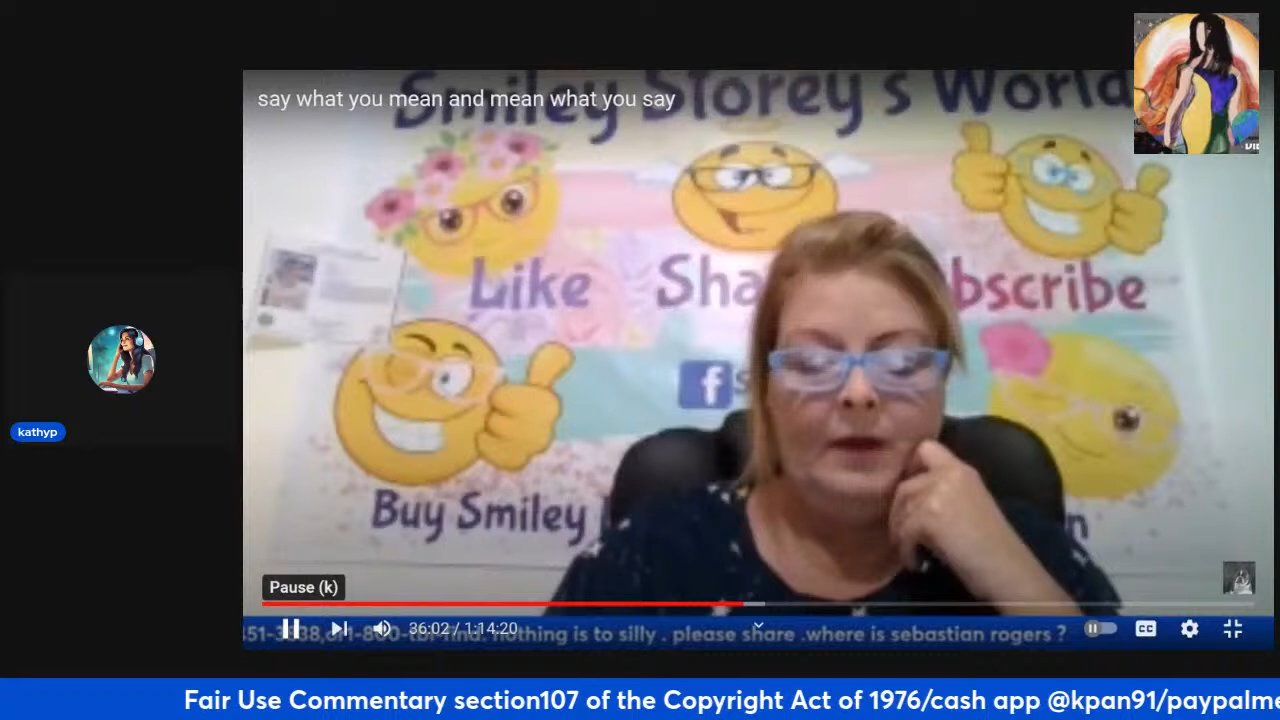 say what you mean and mean what you say
Smiley Storey's World
Like Sha bscribe
f
Buy Smiley
kathyp
Pause (k)
36:02 / 1:14:20
nothing is to silly . please share .where is sebastian rogers ?
CC
Fair Use Commentary section107 of the Copyright Act of 1976/cash app @kpan91/paypalme